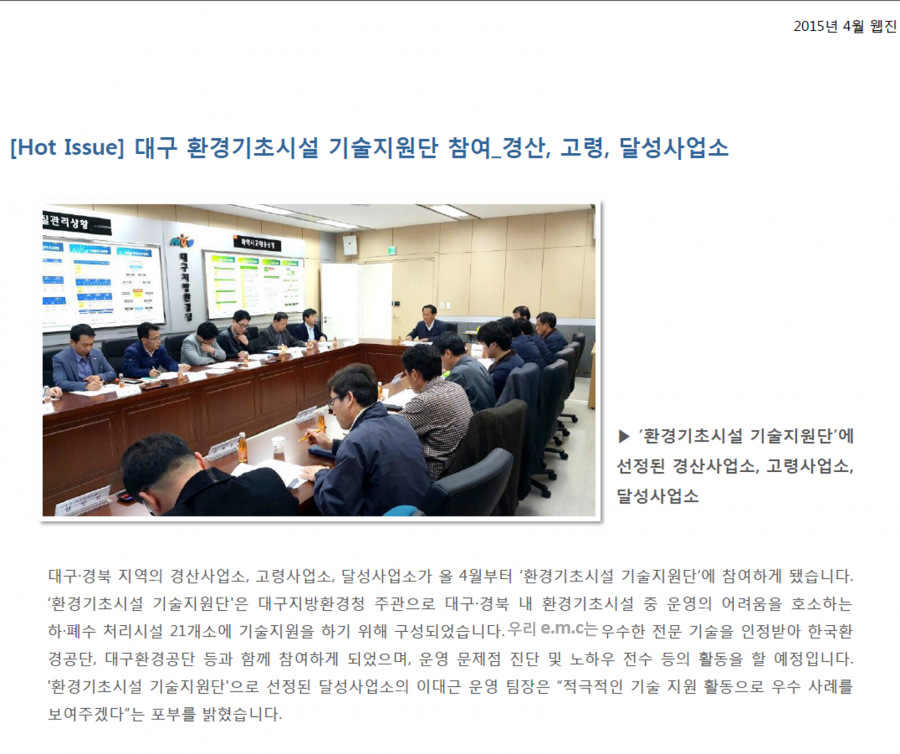 2015년 4월 웹진
[Hot Issue] 대구 환경기초시설 기술지원단 참여_경산, 고령, 달성사업소
질관리상황
대구지방환경청
▶ ‘환경기초시설 기술지원단’에
선정된 경산사업소, 고령사업소,
달성사업소
대구·경북 지역의 경산사업소, 고령사업소, 달성사업소가 올 4월부터 ‘환경기초시설 기술지원단’에 참여하게 됐습니다.
‘환경기초시설 기술지원단'은 대구지방환경청 주관으로 대구·경북 내 환경기초시설 중 운영의 어려움을 호소하는
하·폐수 처리시설 21개소에 기술지원을 하기 위해 구성되었습니다. 우리 e.m.c는 우수한 전문 기술을 인정받아 한국환
경공단, 대구환경공단 등과 함께 참여하게 되었으며, 운영 문제점 진단 및 노하우 전수 등의 활동을 할 예정입니다.
'환경기초시설 기술지원단'으로 선정된 달성사업소의 이대근 운영 팀장은 “적극적인 기술 지원 활동으로 우수 사례를
보여주겠다”는 포부를 밝혔습니다.